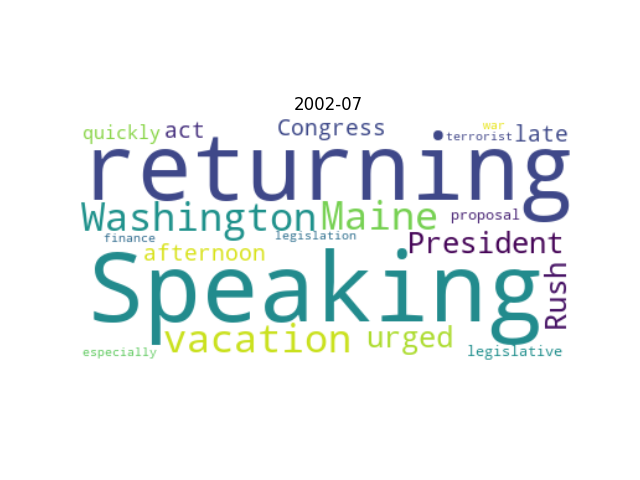 2002-07
quickly act Congress war terrorist late
returning
Washington Maine proposal
finance afternoon legislation President
Speaking Rush
vacation urged
especially legislative